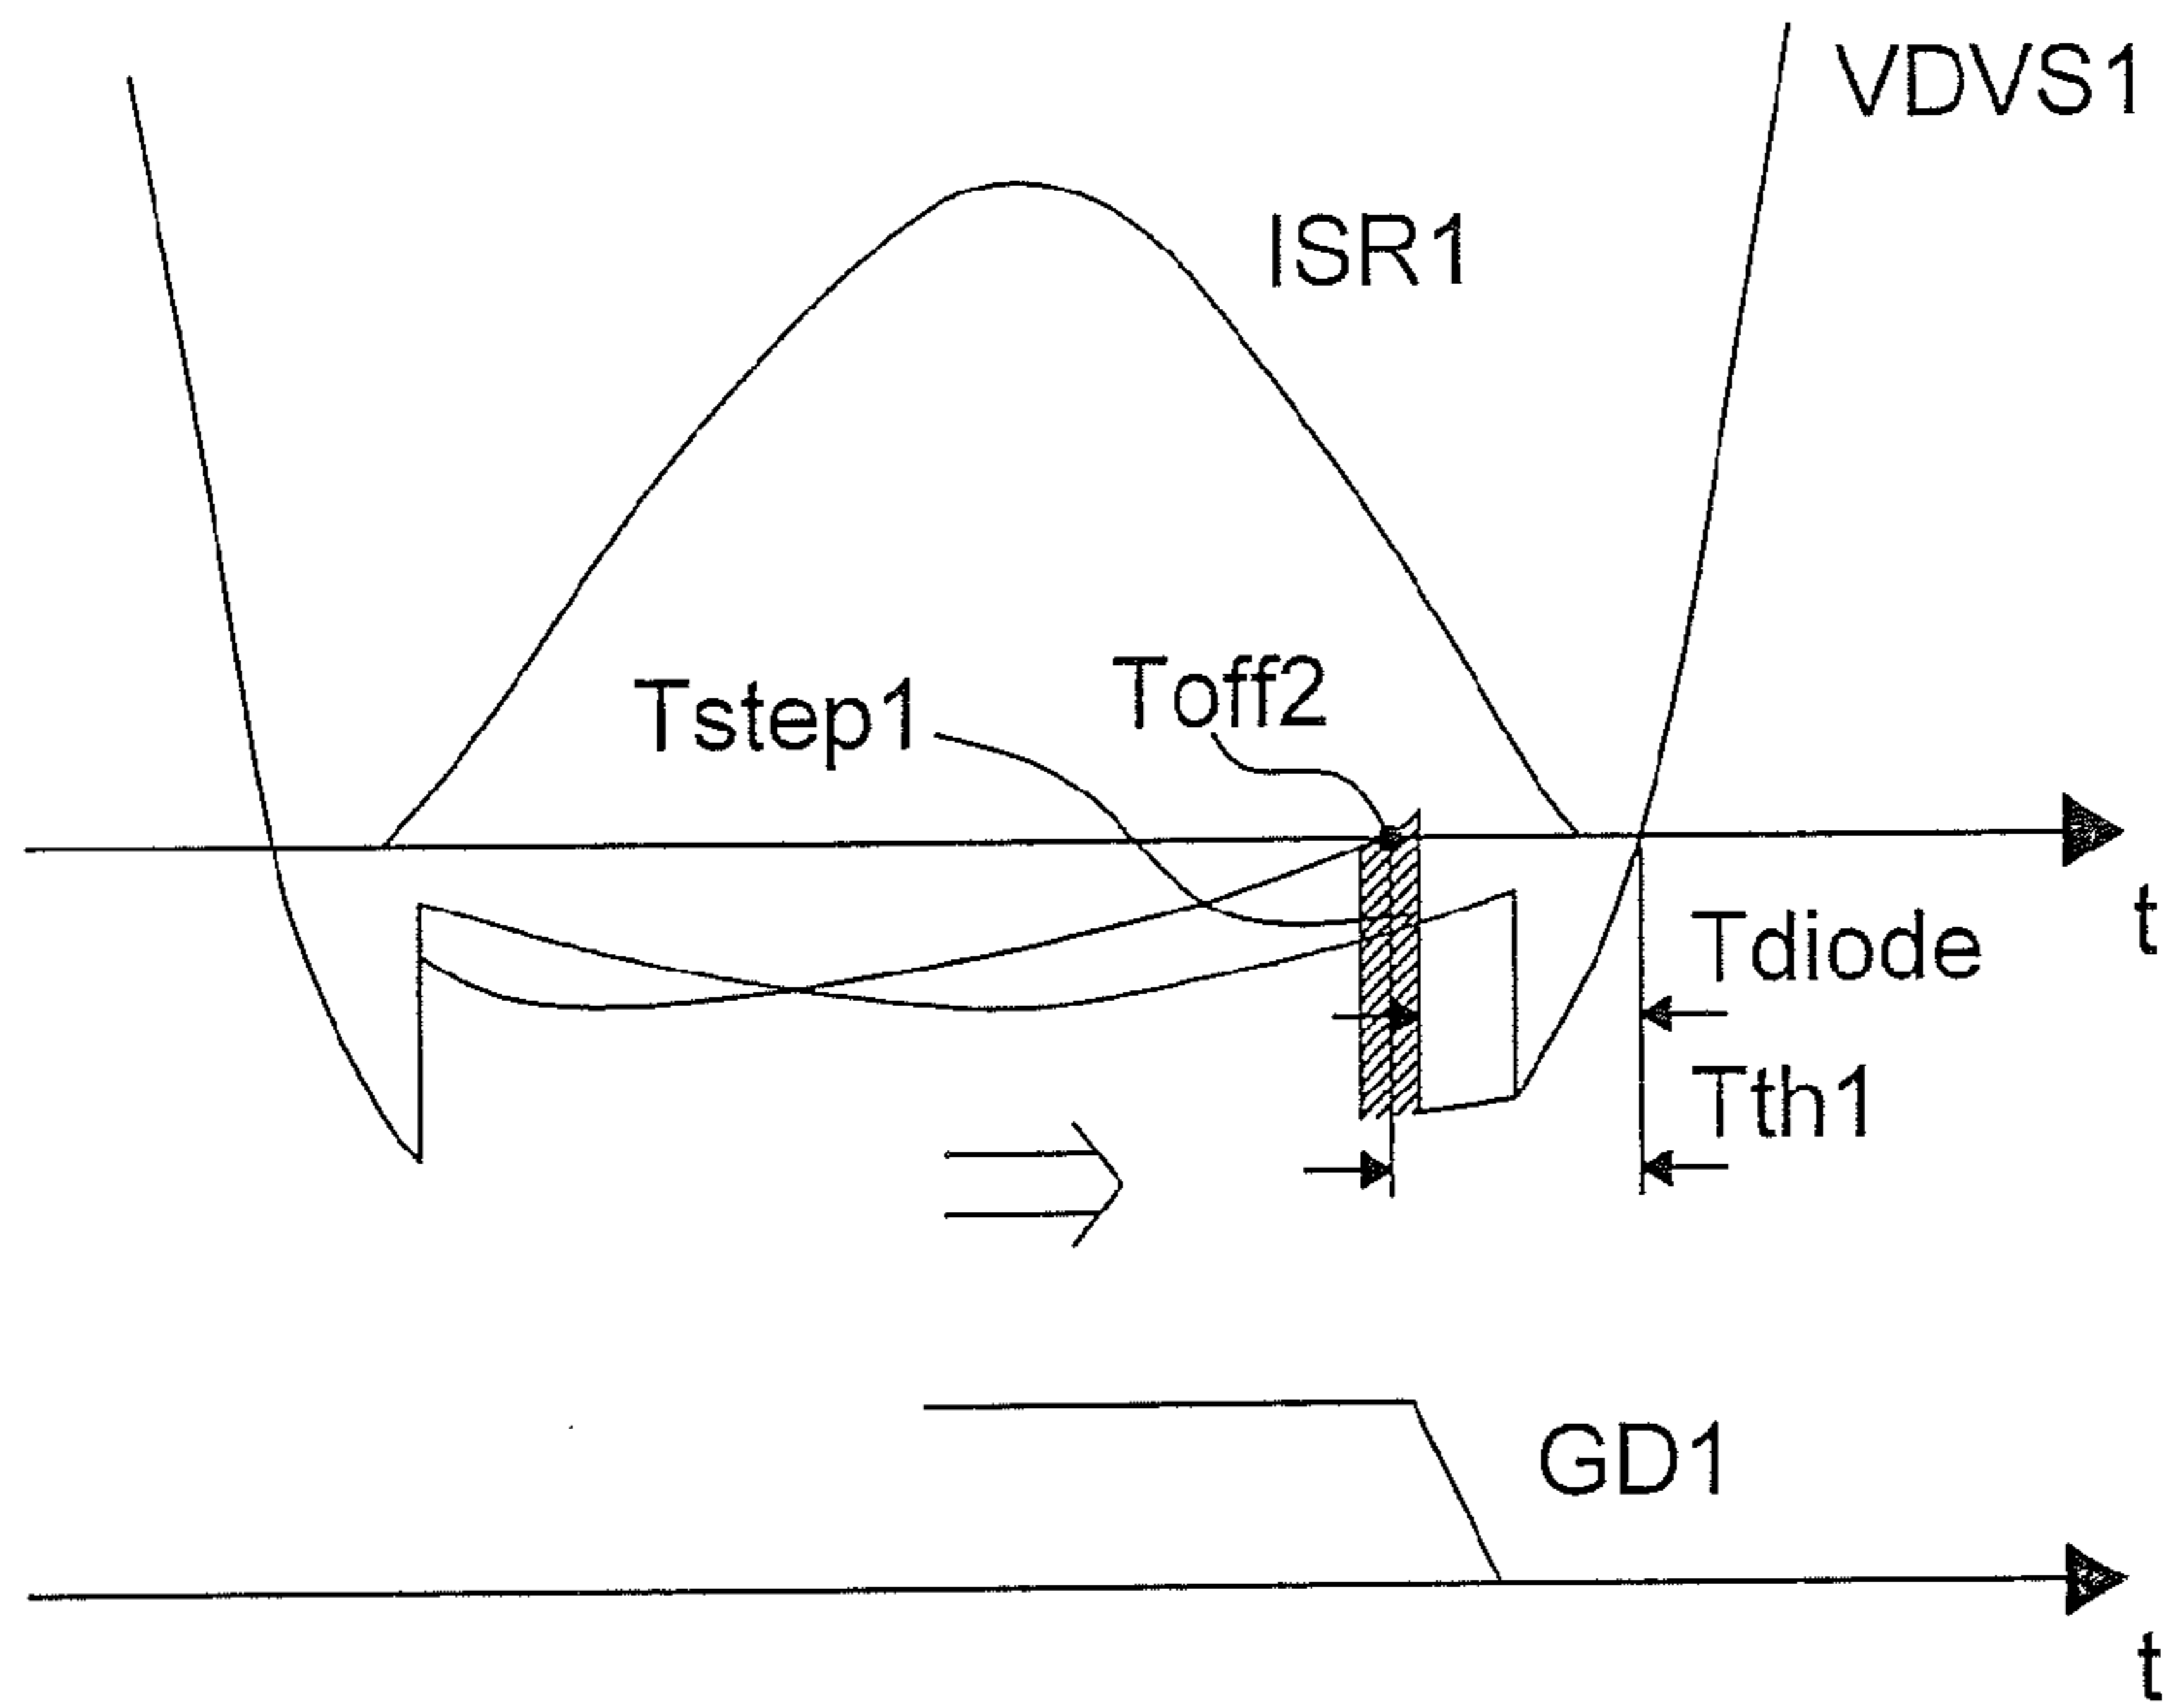 VDVS1
ISR1
Toff2
Tstep1
t
Tdiode
Tth1
GD1
t